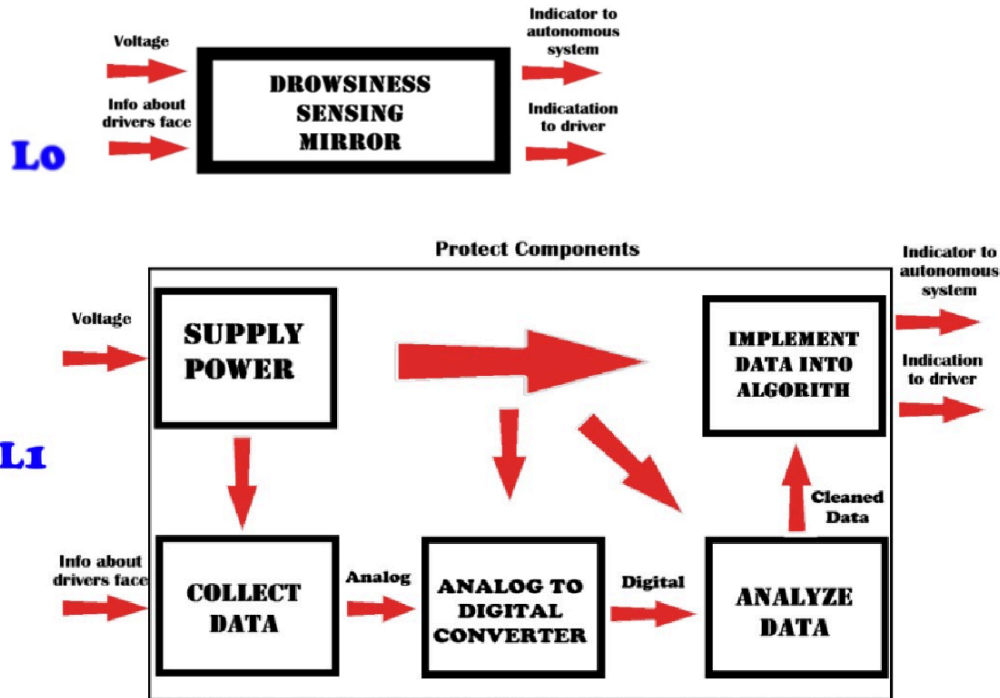 Voltage
Info about
drivers face
L0
DROWSINESS
SENSING
MIRROR
Indicator to
autonomous
system
Indicatation
to driver
Protect Components
L1
Voltage
SUPPLY
POWER
IMPLEMENT
DATA INTO
ALGORITH
Indicator to
autonomous
system
Indication
to driver
Cleaned
Data
Info about
drivers face
COLLECT
DATA
Analog
ANALOG TO
DIGITAL
CONVERTER
Digital
ANALYZE
DATA